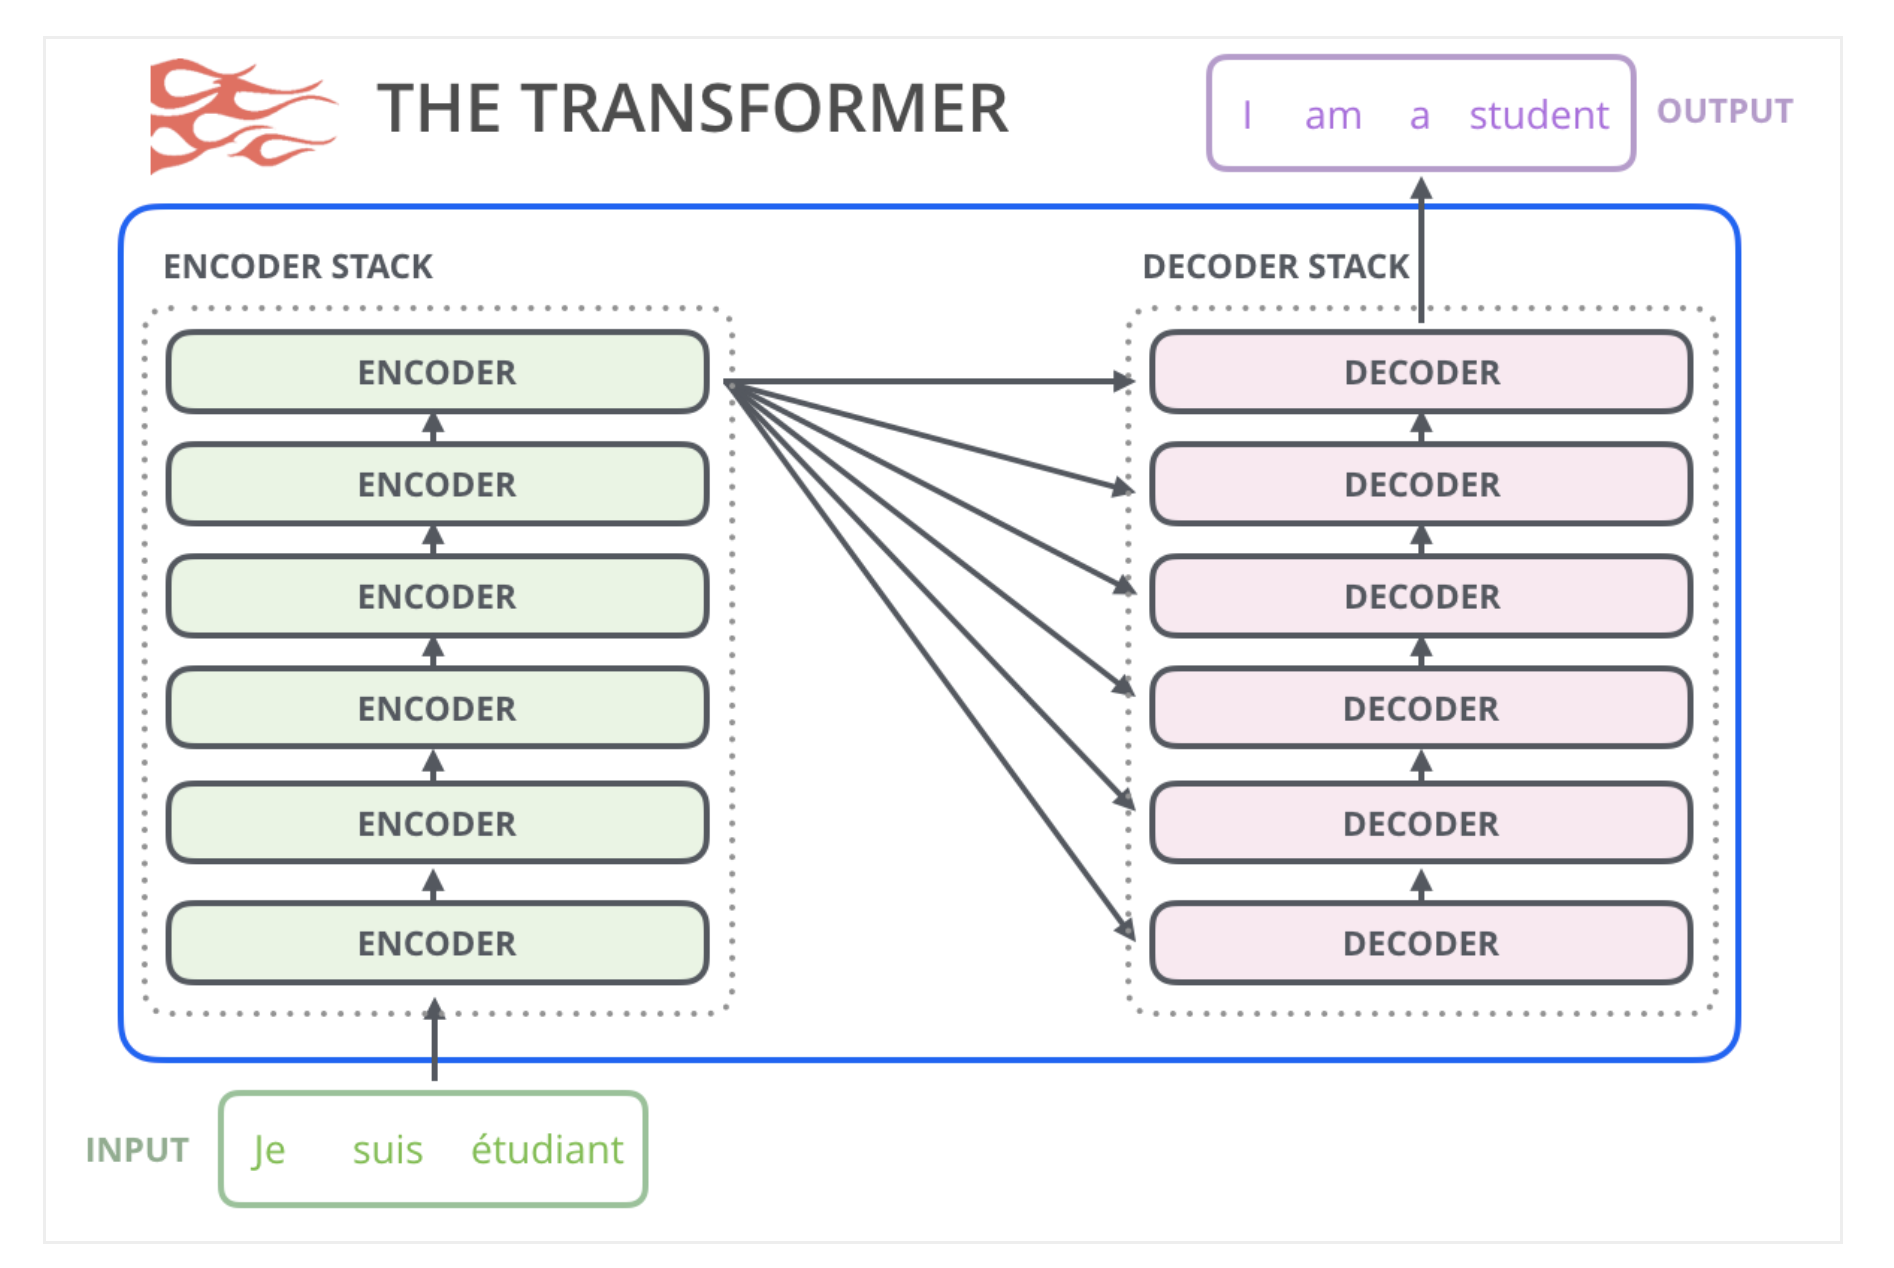 THE TRANSFORMER
I am a student
OUTPUT
ENCODER STACK
ENCODER
ENCODER
ENCODER
ENCODER
ENCODER
ENCODER
DECODER STACK
DECODER
DECODER
DECODER
DECODER
DECODER
DECODER
INPUT
Je suis étudiant